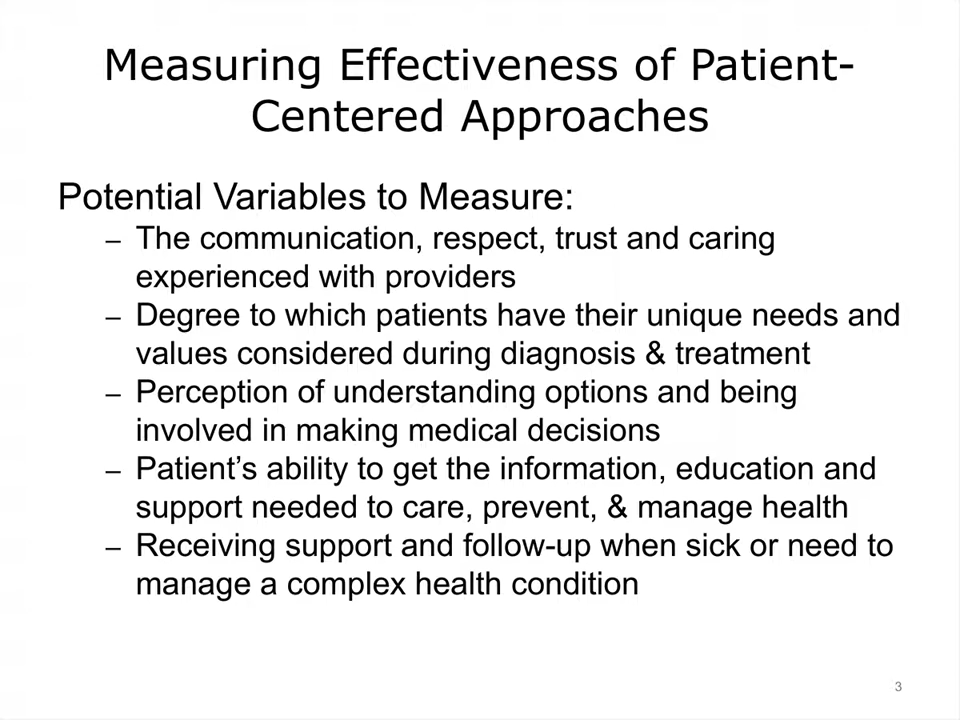 Measuring Effectiveness of Patient-
Centered Approaches
Potential Variables to Measure:
– The communication, respect, trust and caring
experienced with providers
– Degree to which patients have their unique needs and
values considered during diagnosis & treatment
– Perception of understanding options and being
involved in making medical decisions
– Patient’s ability to get the information, education and
support needed to care, prevent, & manage health
– Receiving support and follow-up when sick or need to
manage a complex health condition
3